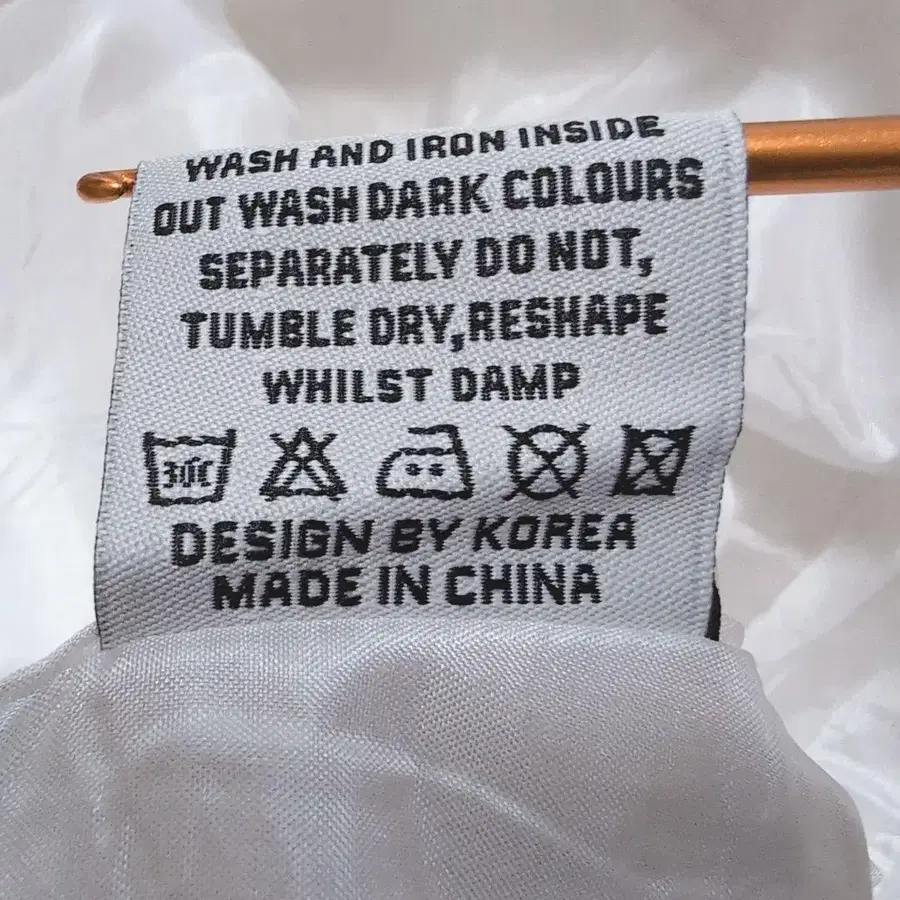 WASH AND IRON INSIDE
OUT WASH DARK COLOURS
SEPARATELY DO NOT,
TUMBLE DRY,RESHAPE
WHILST DAMP
30C
DESIGN BY KOREA
MADE IN CHINA